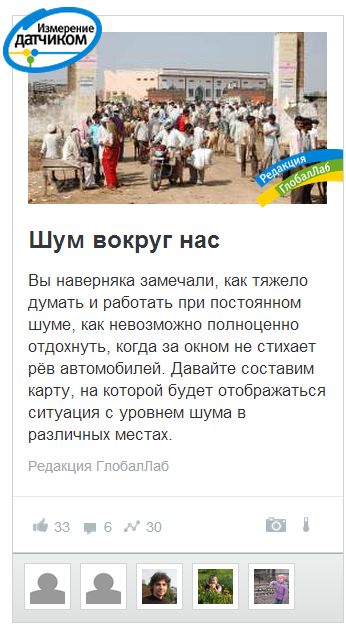 Измерение
датчиком
Редакция
ГлобалЛаб
Шум вокруг нас
Вы наверняка замечали, как тяжело
думать и работать при постоянном
шуме, как невозможно полноценно
отдохнуть, когда за окном не стихает
рёв автомобилей. Давайте составим
карту, на которой будет отображаться
ситуация с уровнем шума в
различных местах.
Редакция ГлобалЛаб
33 6 30